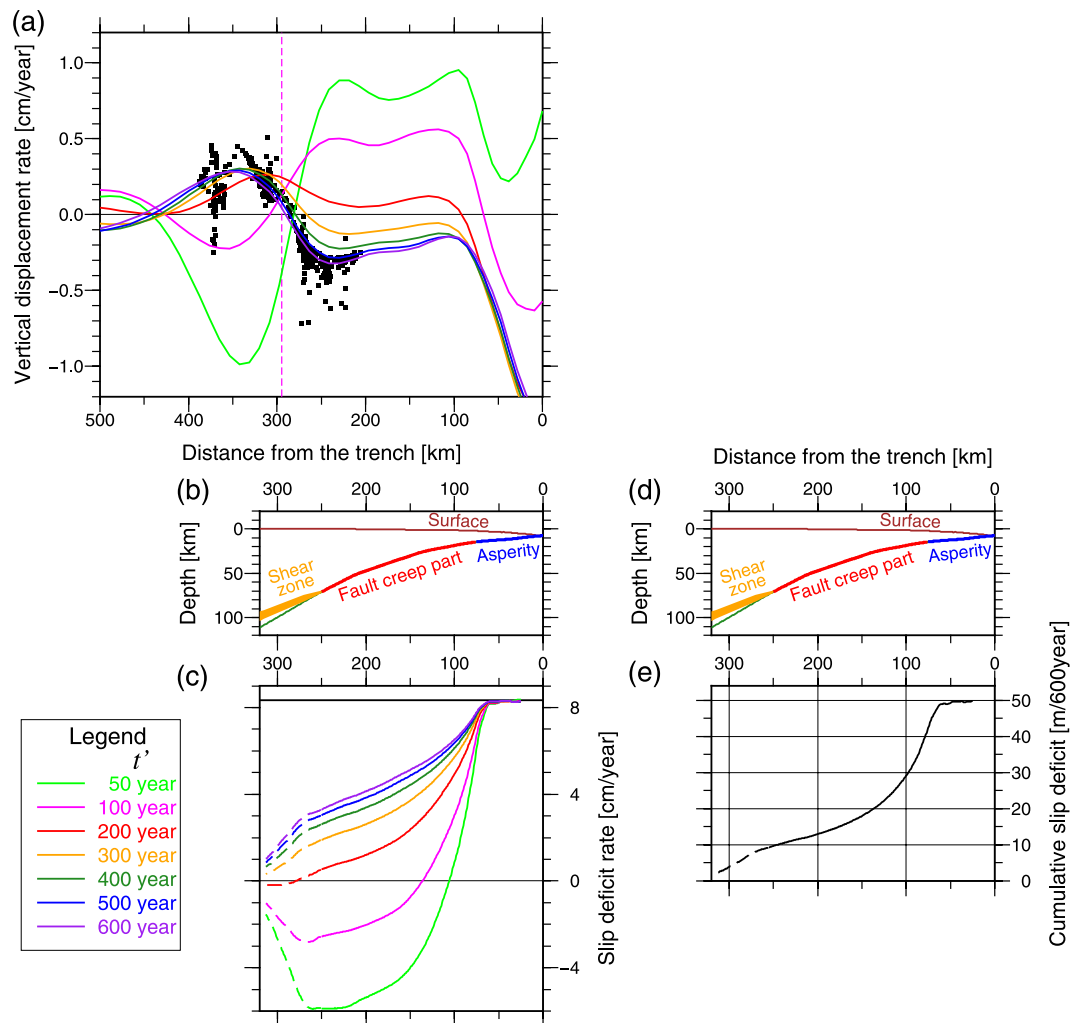 (a)
Vertical displacement rate [cm/year]
1.0
0.5
0.0
−0.5
−1.0
500 400 300 200 100 0
Distance from the trench [km]
(b)
300 200 100 0
Depth [km]
0
50
100
Surface
Asperity
Fault creep part
Shear
zone
Distance from the trench [km]
(d)
300 200 100 0
Depth [km]
0
50
100
Surface
Asperity
Fault creep part
Shear
zone
(c)
300 200 100 0
8
4
0
−4
Slip deficit rate [cm/year]
(e)
300 200 100 0
50
40
30
20
10
0
Cumulative slip deficit [m/600year]
Legend
t’
50 year
100 year
200 year
300 year
400 year
500 year
600 year